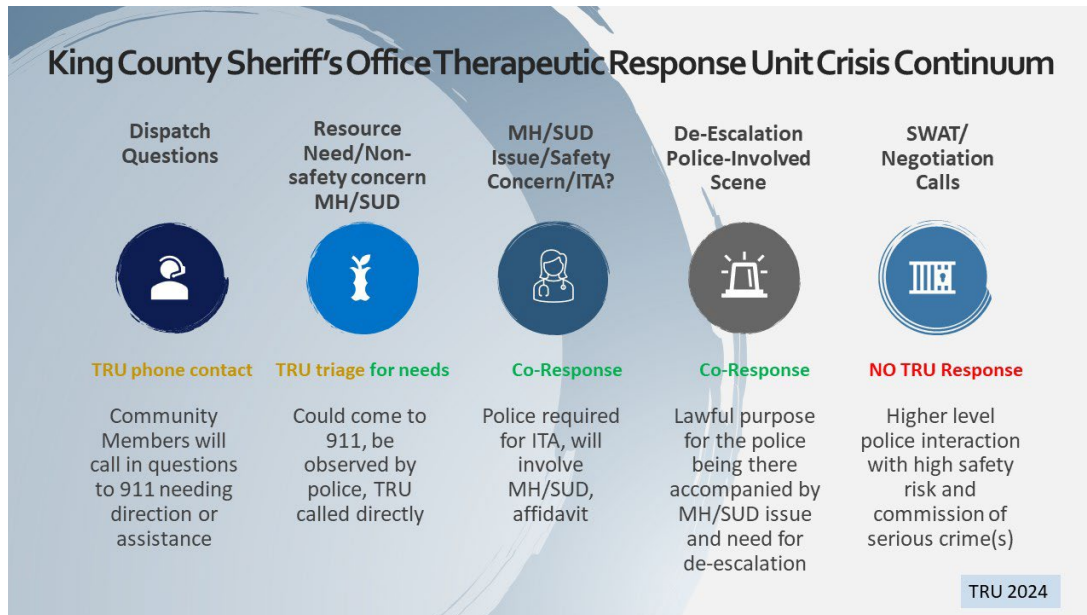 King County Sheriff's Office Therapeutic Response Unit Crisis Continuum
Dispatch
Questions
Resource
Need/Non-
safety concern
MH/SUD
MH/SUD
Issue/Safety
Concern/ITA?
De-Escalation
Police-Involved
Scene
SWAT/
Negotiation
Calls
TRU phone contact
TRU triage for needs
Co-Response
Co-Response
NO TRU Response
Community
Members will
call in questions
to 911 needing
direction or
assistance
Could come to
911, be
observed by
police, TRU
called directly
Police required
for ITA, will
involve
MH/SUD,
affidavit
Lawful purpose
for the police
being there
accompanied by
MH/SUD issue
and need for
de-escalation
Higher level
police interaction
with high safety
risk and
commission of
serious crime(s)
TRU 2024